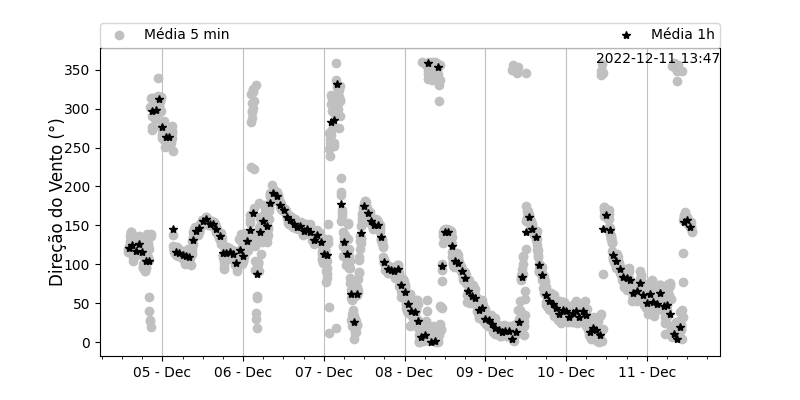 Média 5 min
Média 1h
2022-12-11 13:47
Direção do Vento (°)
350
300
250
200
150
100
50
0
05 - Dec
06 - Dec
07 - Dec
08 - Dec
09 - Dec
10 - Dec
11 - Dec